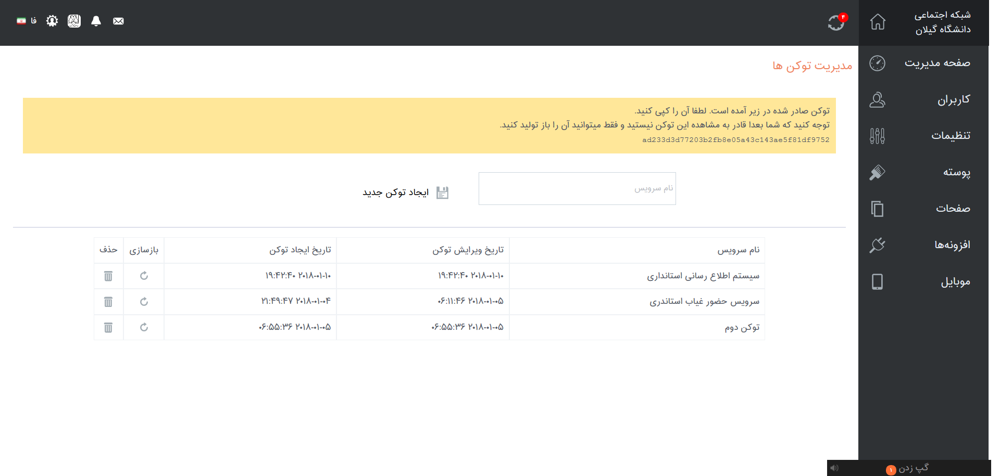 شبکه اجتماعی
دانشگاه گیلان
۴
فا
صفحه مدیریت
کاربران
تنظیمات
پوسته
صفحات
افزونه‌ها
موبایل
مدیریت توکن ها
توکن صادر شده در زیر آمده است. لطفا آن را کپی کنید.
توجه کنید که شما بعدا قادر به مشاهده این توکن نیستید و فقط میتوانید آن را باز تولید کنید.
ad233d3d77203b2fb8e05a43c143ae5f81df9752
نام سرویس
ایجاد توکن جدید
نام سرویس تاریخ ویرایش توکن تاریخ ایجاد توکن بازسازی حذف
سیستم اطلاع رسانی استانداری ۲۰۱۸-۰۱-۱۰ ۱۹:۴۲:۴۰ ۲۰۱۸-۰۱-۱۰ ۱۹:۴۲:۴۰
سرویس حضور غیاب استاندری ۲۰۱۸-۰۱-۰۵ ۰۶:۱۱:۴۶ ۲۰۱۸-۰۱-۰۴ ۲۱:۴۹:۴۷
توکن دوم ۲۰۱۸-۰۱-۰۵ ۰۶:۵۵:۳۶ ۲۰۱۸-۰۱-۰۵ ۰۶:۵۵:۳۶
گپ زدن ۱